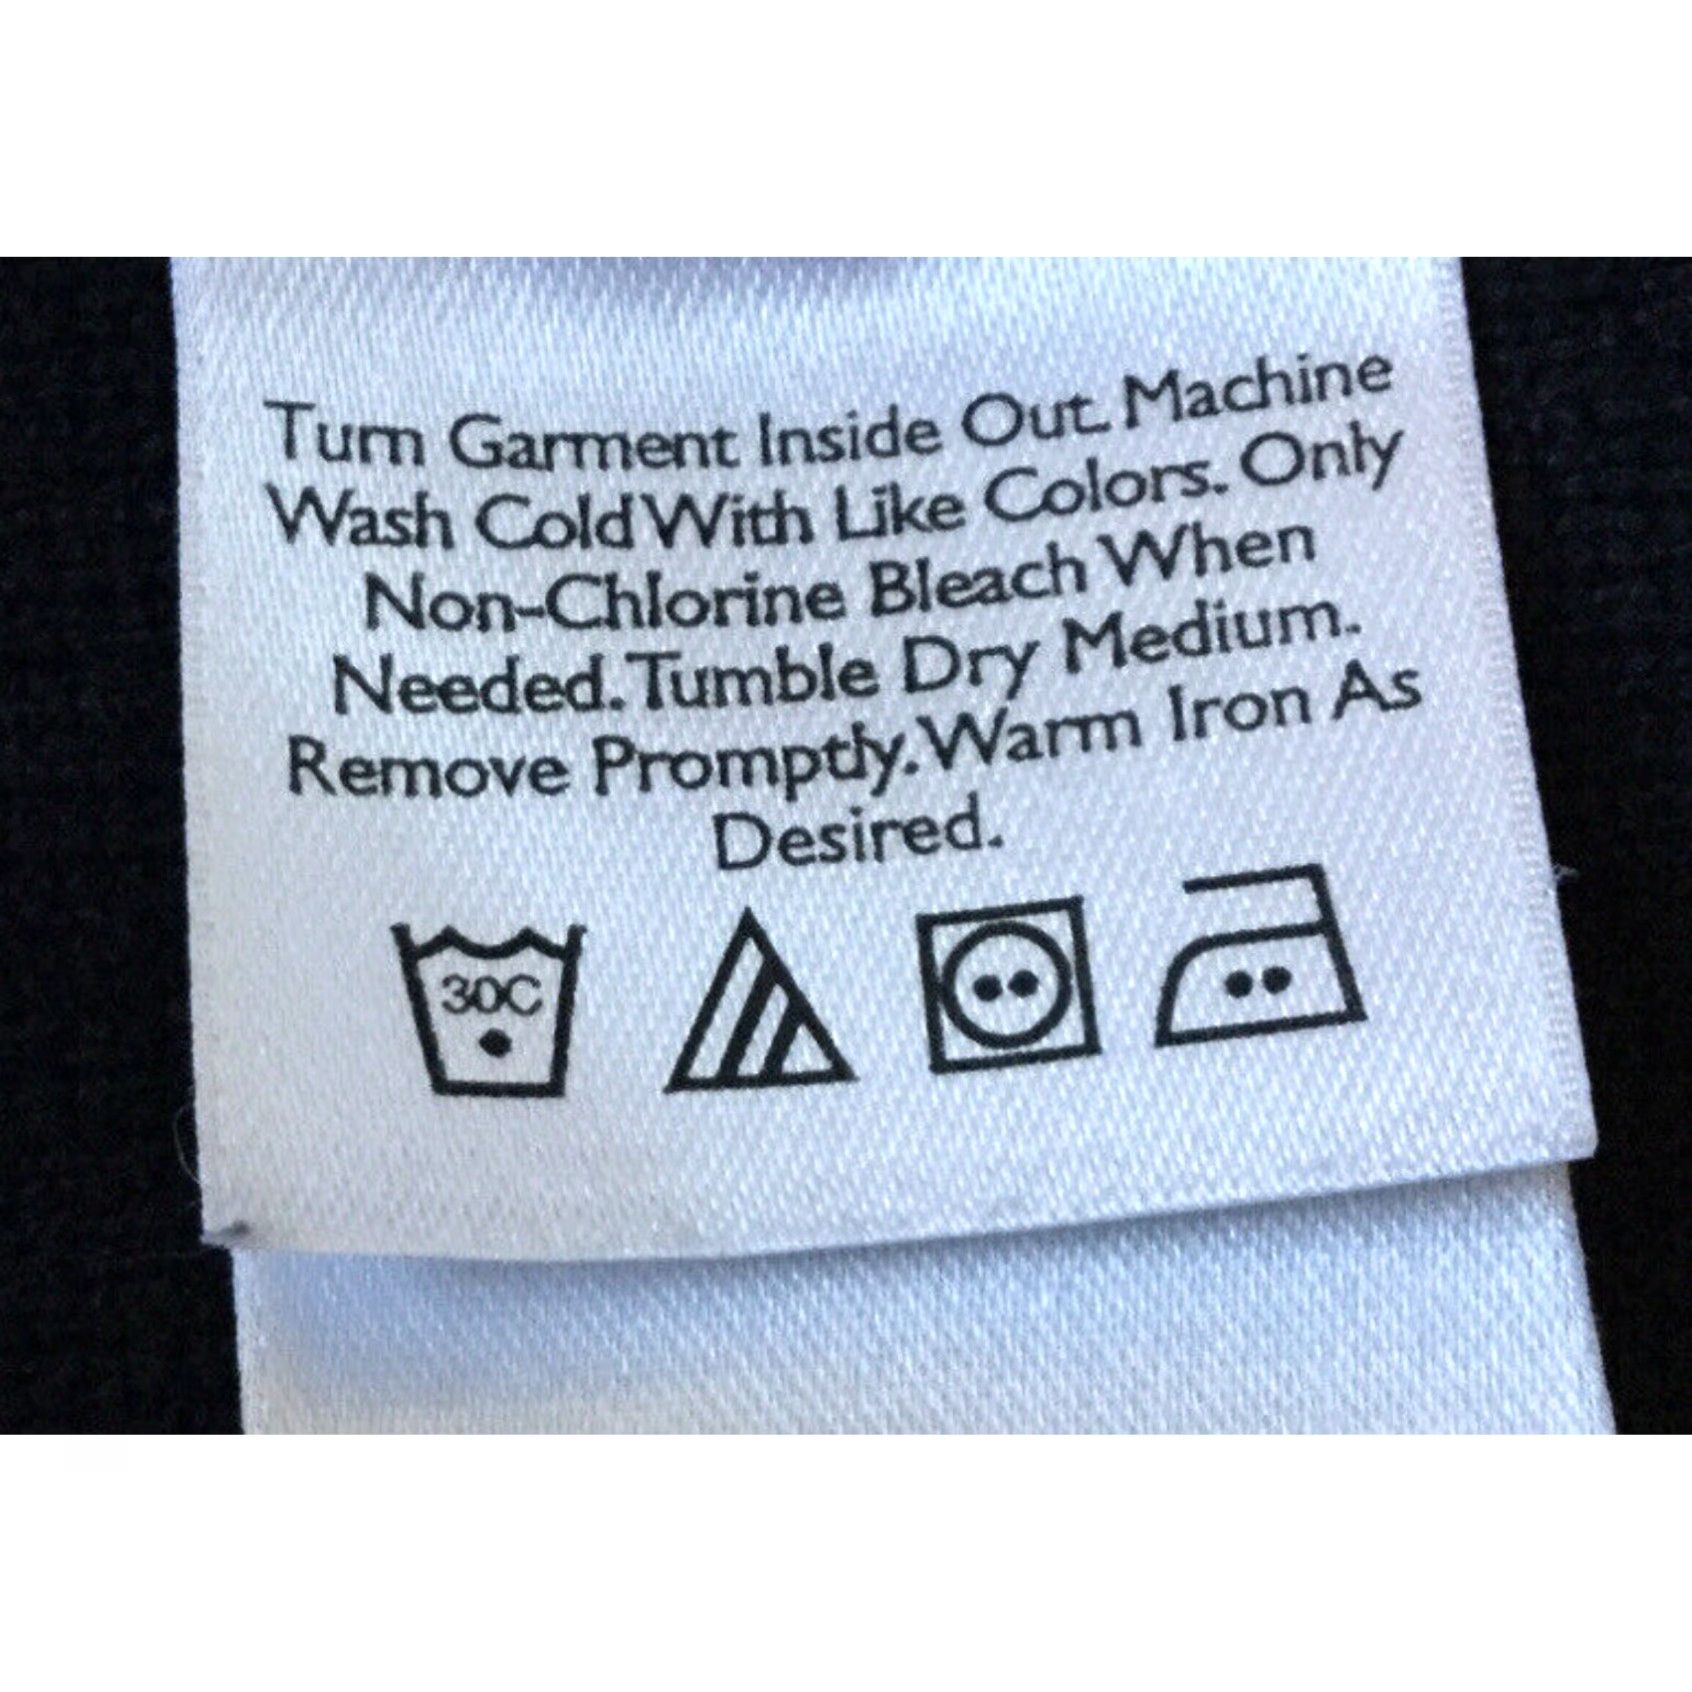 Turn Garment Inside Out. Machine
Wash Cold With Like Colors. Only
Non-Chlorine Bleach When
Needed. Tumble Dry Medium.
Remove Promptly. Warm Iron As
Desired.
30C